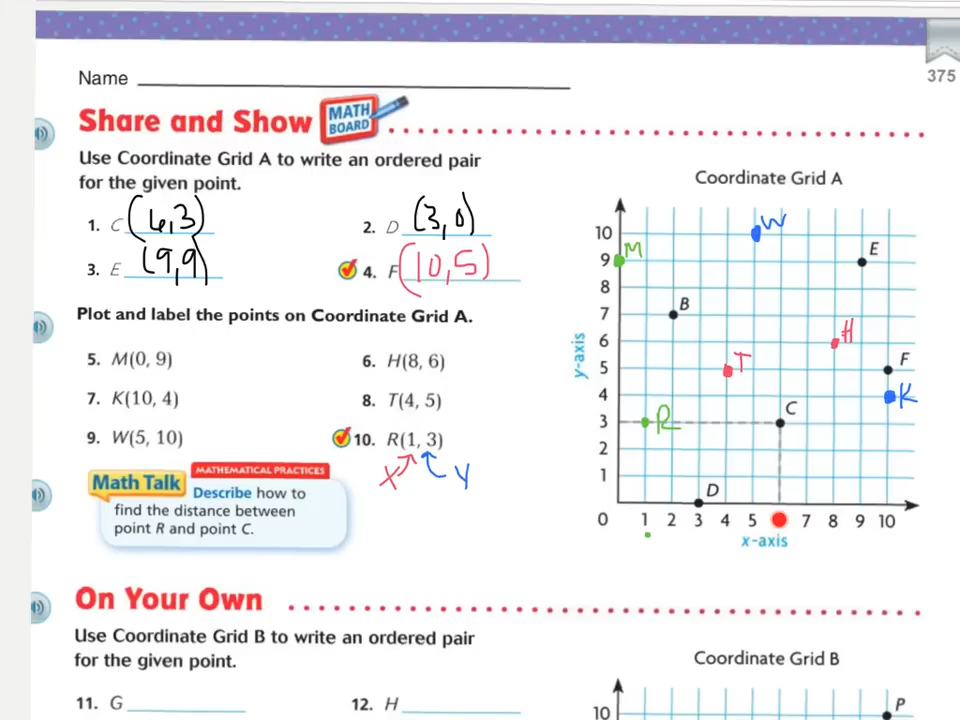 375
Name
Share and Show MATH BOARD
Use Coordinate Grid A to write an ordered pair
for the given point.
1. C (6,3)
2. D (3,0)
3. E (9,9)
4. F (10,5)
Plot and label the points on Coordinate Grid A.
5. M(0, 9)
6. H(8, 6)
7. K(10, 4)
8. T(4, 5)
9. W(5, 10)
10. R(1, 3)
X Y
Math Talk MATHEMATICAL PRACTICES
Describe how to
find the distance between
point R and point C.
Coordinate Grid A
10 W
9 M E
8
7 B
6 H
5 T F
4 K
3 R C
2
1
D
0 1 2 3 4 5 7 8 9 10
y-axis
x-axis
On Your Own
Use Coordinate Grid B to write an ordered pair
for the given point.
11. G
12. H
Coordinate Grid B
10 P